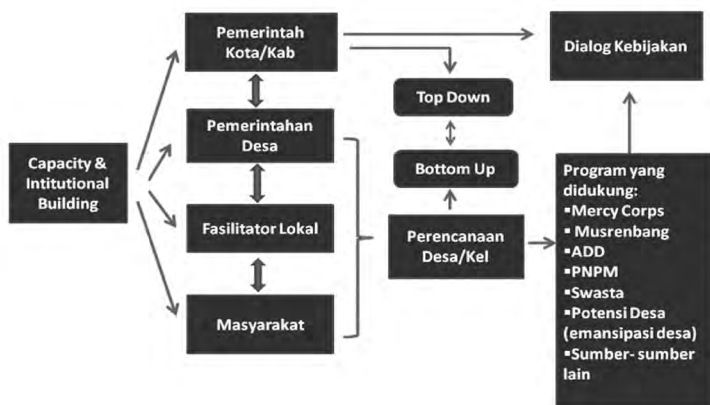 Capacity &
Intitutional
Building
Pemerintah
Kota/Kab
Pemerintahan
Desa
Fasilitator Lokal
Masyarakat
Top Down
Bottom Up
Perencanaan
Desa/Kel
Dialog Kebijakan
Program yang
didukung:
▪Mercy Corps
▪ Musrenbang
▪ADD
▪PNPM
▪Swasta
▪Potensi Desa
(emansipasi desa)
▪Sumber- sumber
lain